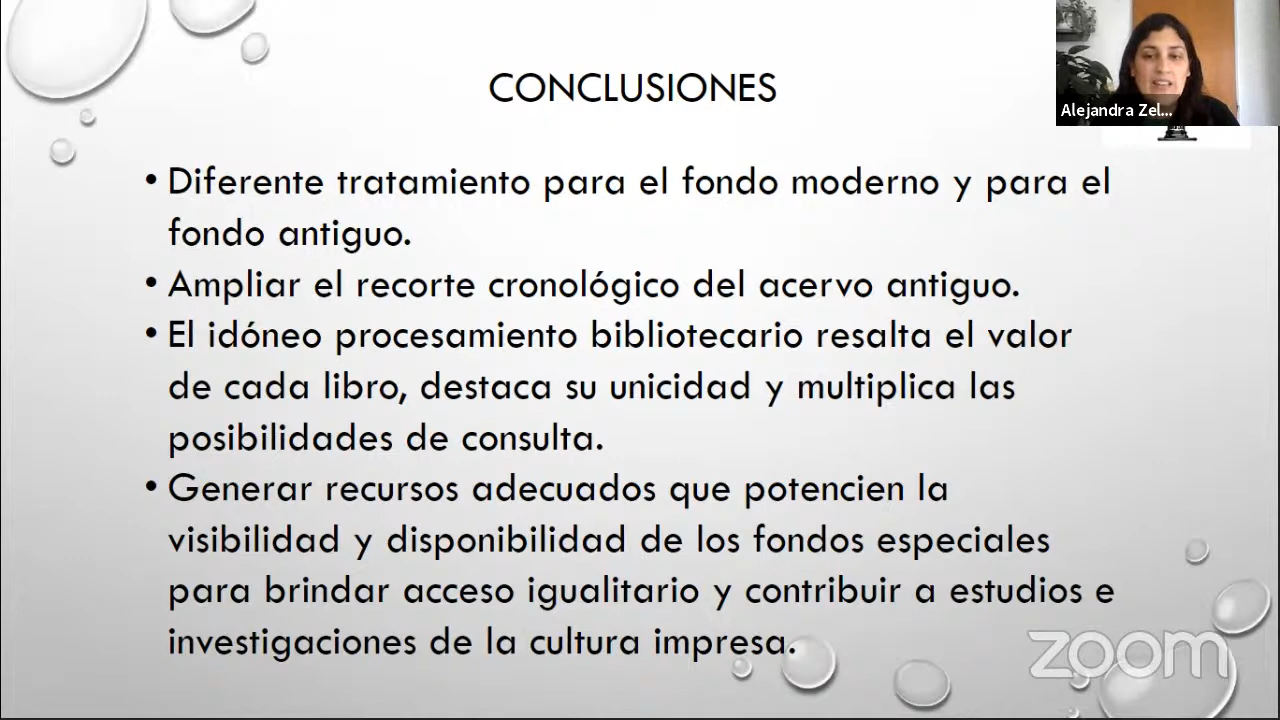 CONCLUSIONES
Alejandra Zel...
• Diferente tratamiento para el fondo moderno y para el
fondo antiguo.
• Ampliar el recorte cronológico del acervo antiguo.
• El idóneo procesamiento bibliotecario resalta el valor
de cada libro, destaca su unicidad y multiplica las
posibilidades de consulta.
• Generar recursos adecuados que potencien la
visibilidad y disponibilidad de los fondos especiales
para brindar acceso igualitario y contribuir a estudios e
investigaciones de la cultura impresa.
zoom